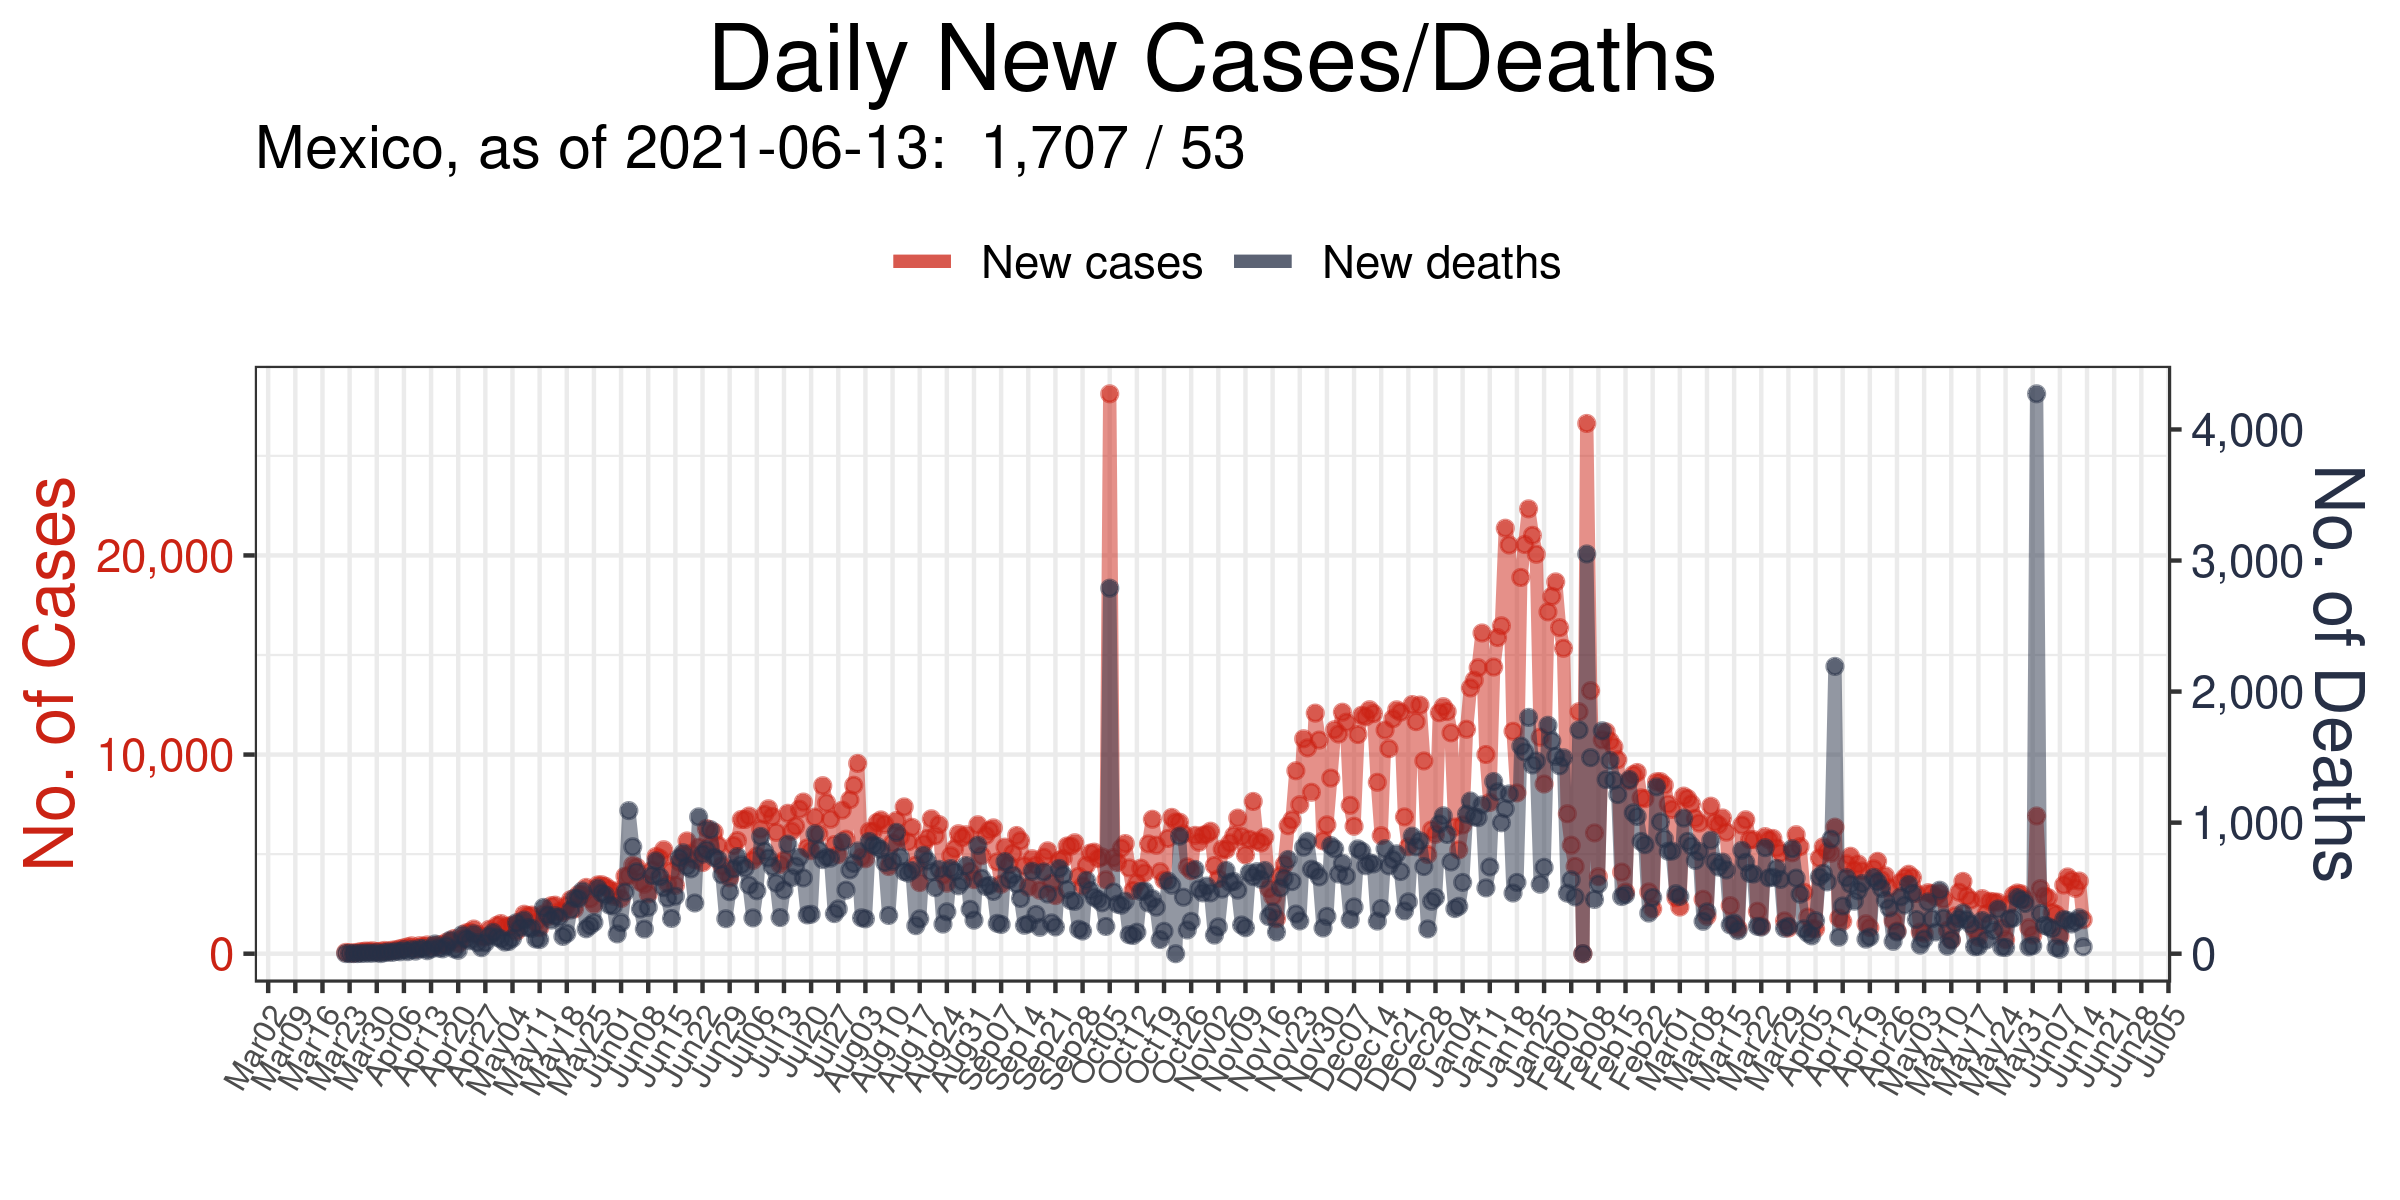 Daily New Cases/Deaths
Mexico, as of 2021-06-13: 1,707 / 53
New cases
New deaths
No. of Cases
20,000
10,000
0
4,000
3,000
2,000
1,000
0
No. of Deaths
Mar02
Mar09
Mar16
Mar23
Mar30
Apr06
Apr13
Apr20
Apr27
May04
May11
May18
May25
Jun01
Jun08
Jun15
Jun22
Jun29
Jul06
Jul13
Jul20
Jul27
Aug03
Aug10
Aug17
Aug24
Aug31
Sep07
Sep14
Sep21
Sep28
Oct05
Oct12
Oct19
Oct26
Nov02
Nov09
Nov16
Nov23
Nov30
Dec07
Dec14
Dec21
Dec28
Jan04
Jan11
Jan18
Jan25
Feb01
Feb08
Feb15
Feb22
Mar01
Mar08
Mar15
Mar22
Mar29
Apr05
Apr12
Apr19
Apr26
May03
May10
May17
May24
May31
Jun07
Jun14
Jun21
Jun28
Jul05